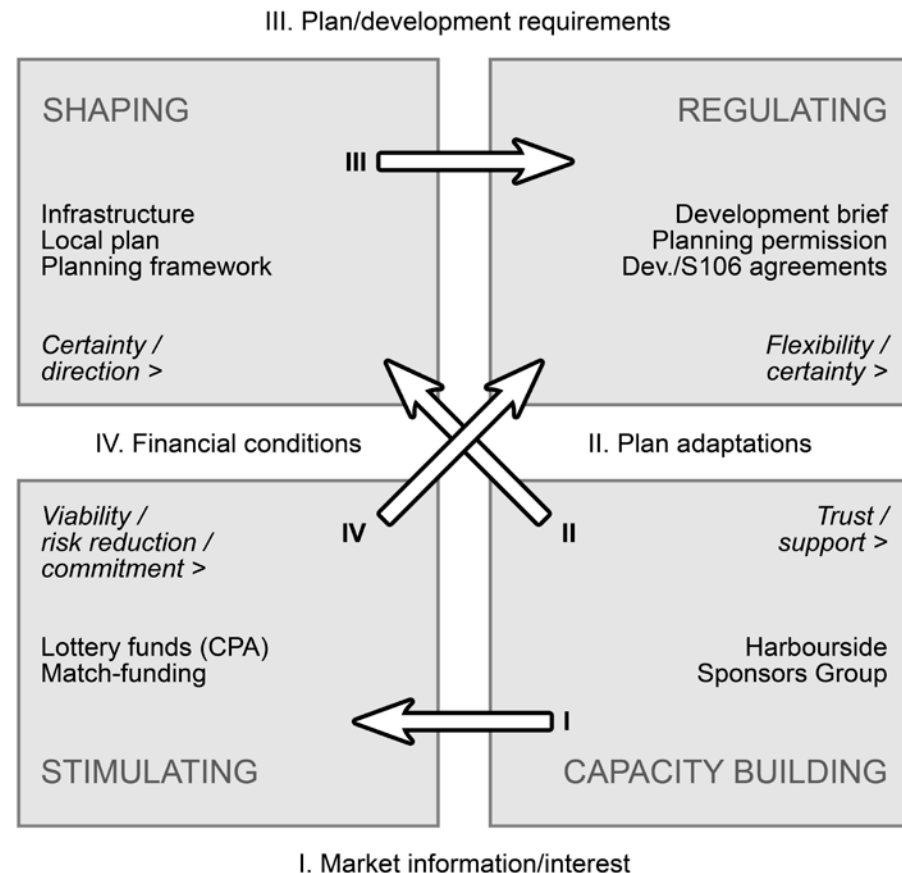 III. Plan/development requirements
SHAPING
REGULATING
III
Infrastructure
Local plan
Planning framework
Development brief
Planning permission
Dev./S106 agreements
Certainty /
direction >
Flexibility /
certainty >
IV. Financial conditions
II. Plan adaptations
Viability /
risk reduction /
commitment >
IV
II
Trust /
support >
Lottery funds (CPA)
Match-funding
Harbourside
Sponsors Group
I
STIMULATING
CAPACITY BUILDING
I. Market information/interest